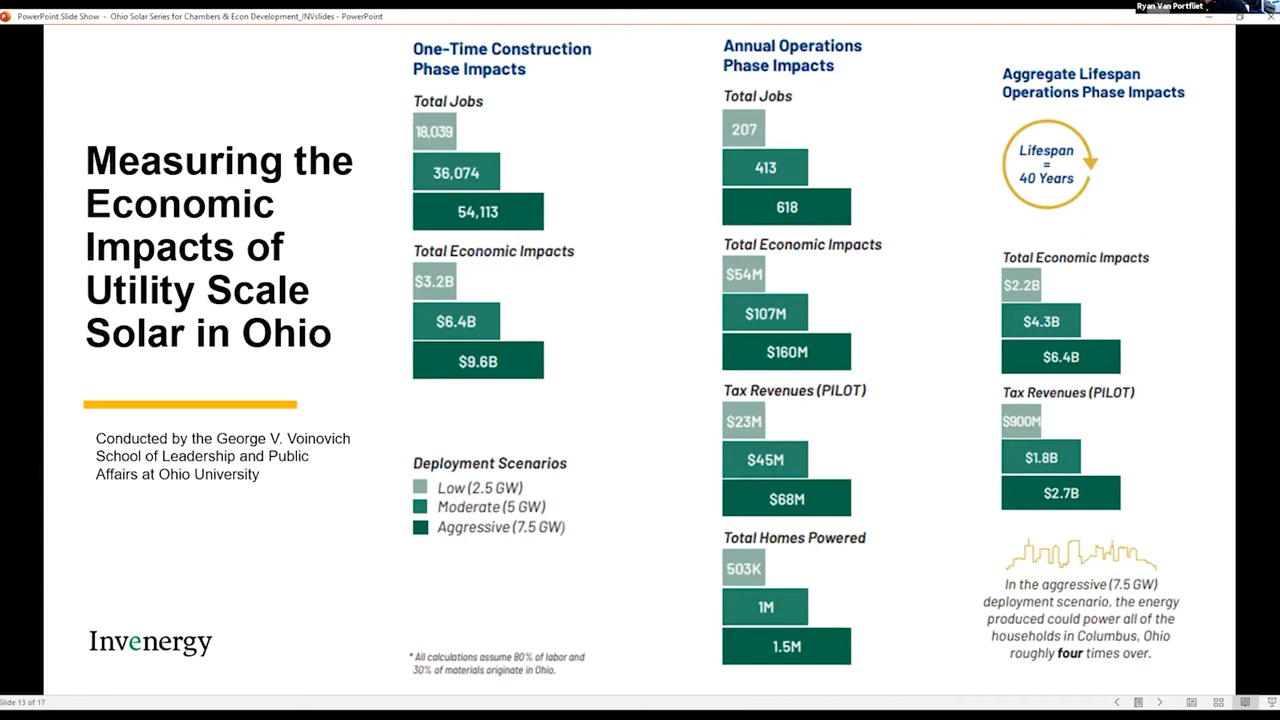 PowerPoint Slide Show - Ohio Solar Series for Chambers & Econ Development_INVslides - PowerPoint
Ryan Van Portfliet
Measuring the
Economic
Impacts of
Utility Scale
Solar in Ohio
Conducted by the George V. Voinovich
School of Leadership and Public
Affairs at Ohio University
Invenergy
One-Time Construction
Phase Impacts
Total Jobs
18,039
36,074
54,113
Total Economic Impacts
$3.2B
$6.4B
$9.6B
Deployment Scenarios
Low (2.5 GW)
Moderate (5 GW)
Aggressive (7.5 GW)
* All calculations assume 80% of labor and
30% of materials originate in Ohio.
Annual Operations
Phase Impacts
Total Jobs
207
413
618
Total Economic Impacts
$54M
$107M
$160M
Tax Revenues (PILOT)
$23M
$45M
$68M
Total Homes Powered
503K
1M
1.5M
Aggregate Lifespan
Operations Phase Impacts
Lifespan
=
40 Years
Total Economic Impacts
$2.2B
$4.3B
$6.4B
Tax Revenues (PILOT)
$900M
$1.8B
$2.7B
In the aggressive (7.5 GW)
deployment scenario, the energy
produced could power all of the
households in Columbus, Ohio
roughly four times over.
Slide 13 of 17